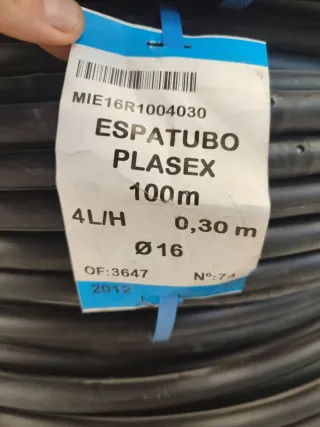 MIE16R1004030
ESPATUBO
PLASEX
100m
4L/H 0,30 m
Ø16
OF:3647 Nº:74
2012